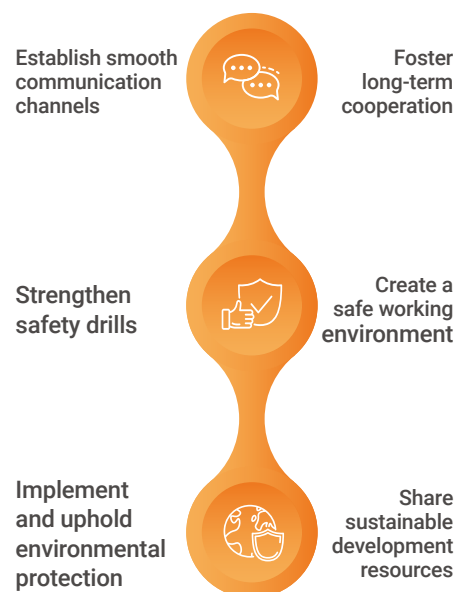 Establish smooth
communication
channels
Foster
long-term
cooperation
Strengthen
safety drills
Create a
safe working
environment
Implement
and uphold
environmental
protection
Share
sustainable
development
resources